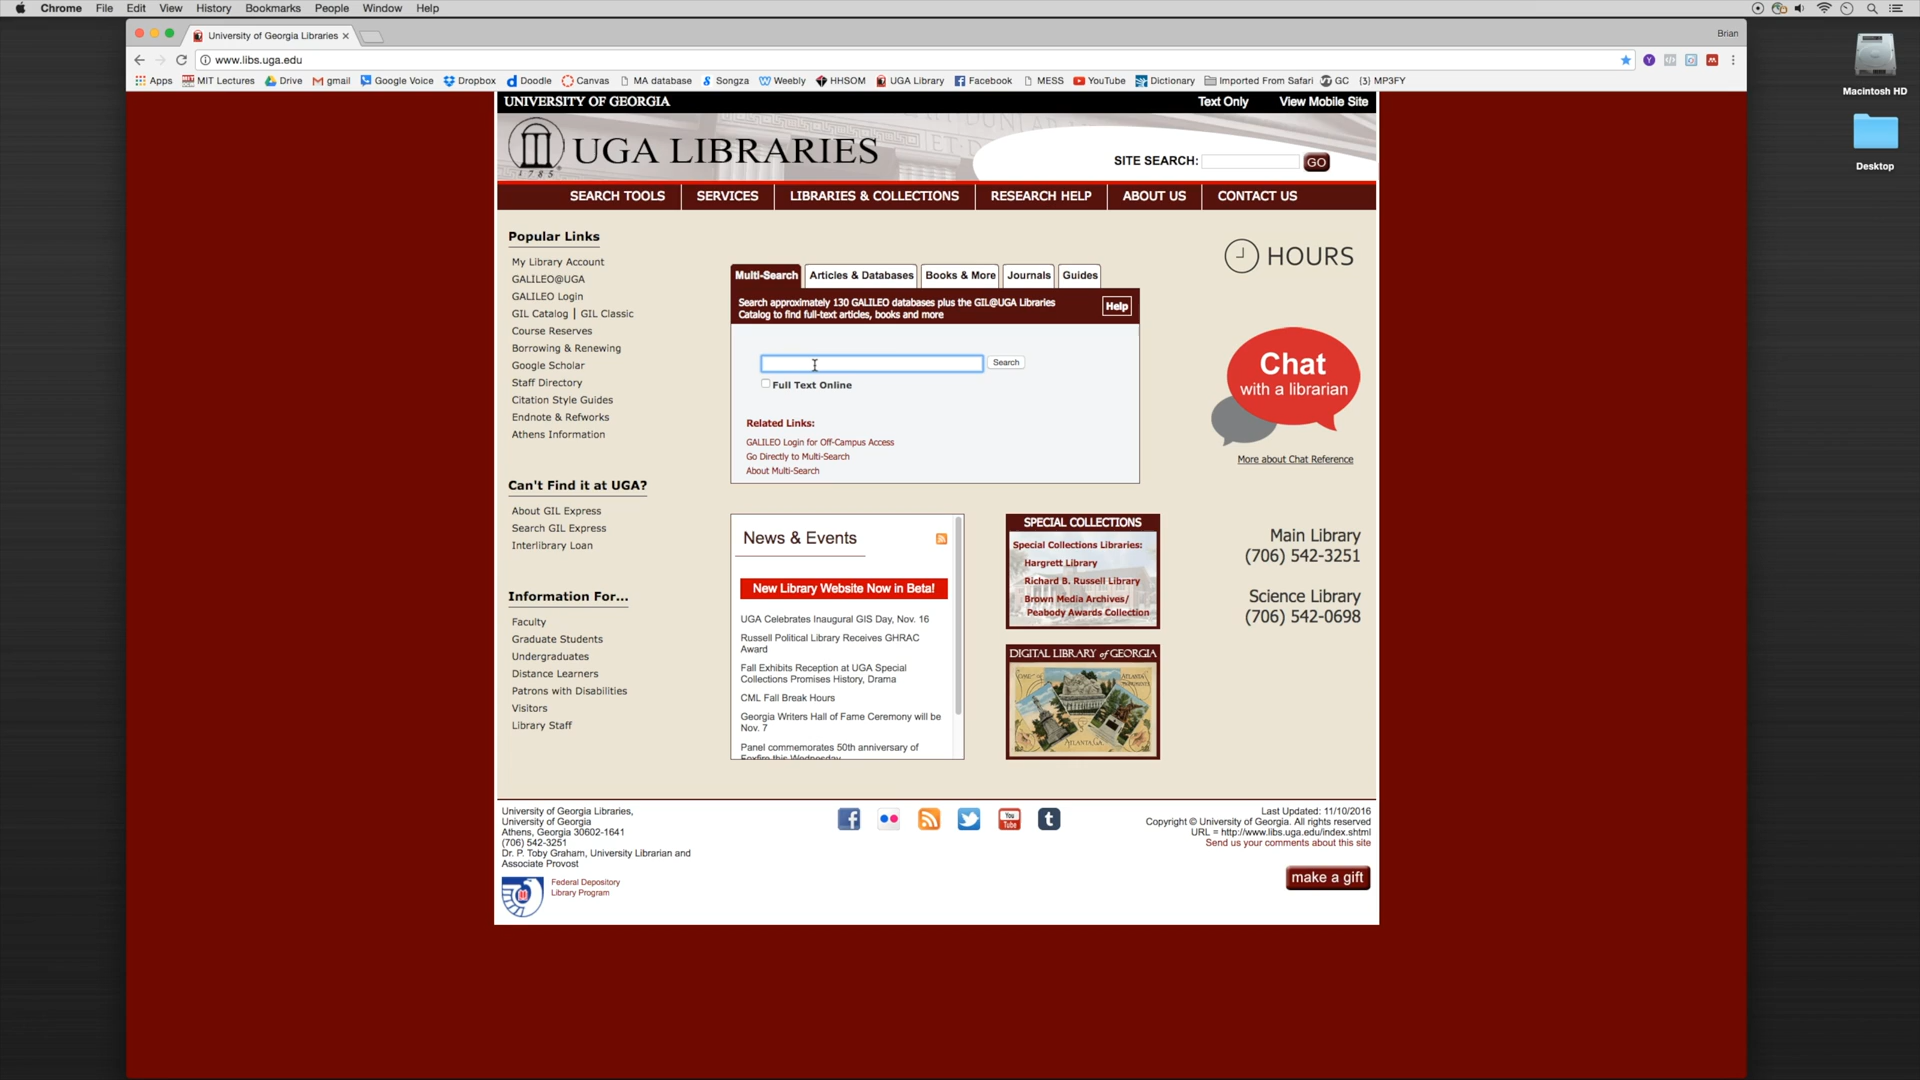 Chrome File Edit View History Bookmarks People Window Help
University of Georgia Libraries
Brian
www.libs.uga.edu
Apps MIT Lectures Drive gmail Google Voice Dropbox Doodle Canvas MA database Songza Weebly HHSOM UGA Library Facebook MESS YouTube Dictionary Imported From Safari GC {3} MP3FY
Macintosh HD
Desktop
UNIVERSITY OF GEORGIA
Text Only View Mobile Site
1785
UGA LIBRARIES
SITE SEARCH: GO
SEARCH TOOLS SERVICES LIBRARIES & COLLECTIONS RESEARCH HELP ABOUT US CONTACT US
Popular Links
My Library Account
GALILEO@UGA
GALILEO Login
GIL Catalog | GIL Classic
Course Reserves
Borrowing & Renewing
Google Scholar
Staff Directory
Citation Style Guides
Endnote & Refworks
Athens Information
Can't Find it at UGA?
About GIL Express
Search GIL Express
Interlibrary Loan
Information For...
Faculty
Graduate Students
Undergraduates
Distance Learners
Patrons with Disabilities
Visitors
Library Staff
Multi-Search Articles & Databases Books & More Journals Guides
Search approximately 130 GALILEO databases plus the GIL@UGA Libraries
Catalog to find full-text articles, books and more
Help
Search
Full Text Online
Related Links:
GALILEO Login for Off-Campus Access
Go Directly to Multi-Search
About Multi-Search
News & Events
New Library Website Now in Beta!
UGA Celebrates Inaugural GIS Day, Nov. 16
Russell Political Library Receives GHRAC
Award
Fall Exhibits Reception at UGA Special
Collections Promises History, Drama
CML Fall Break Hours
Georgia Writers Hall of Fame Ceremony will be
Nov. 7
Panel commemorates 50th anniversary of
Foxfire this Wednesday
SPECIAL COLLECTIONS
Special Collections Libraries:
Hargrett Library
Richard B. Russell Library
Brown Media Archives/
Peabody Awards Collection
DIGITAL LIBRARY of GEORGIA
ATLANTA, GA.
HOURS
Chat
with a librarian
More about Chat Reference
Main Library
(706) 542-3251
Science Library
(706) 542-0698
University of Georgia Libraries,
University of Georgia
Athens, Georgia 30602-1641
(706) 542-3251
Dr. P. Toby Graham, University Librarian and
Associate Provost
Federal Depository
Library Program
You
Tube
Last Updated: 11/10/2016
Copyright © University of Georgia. All rights reserved
URL = http://www.libs.uga.edu/index.shtml
Send us your comments about this site
make a gift